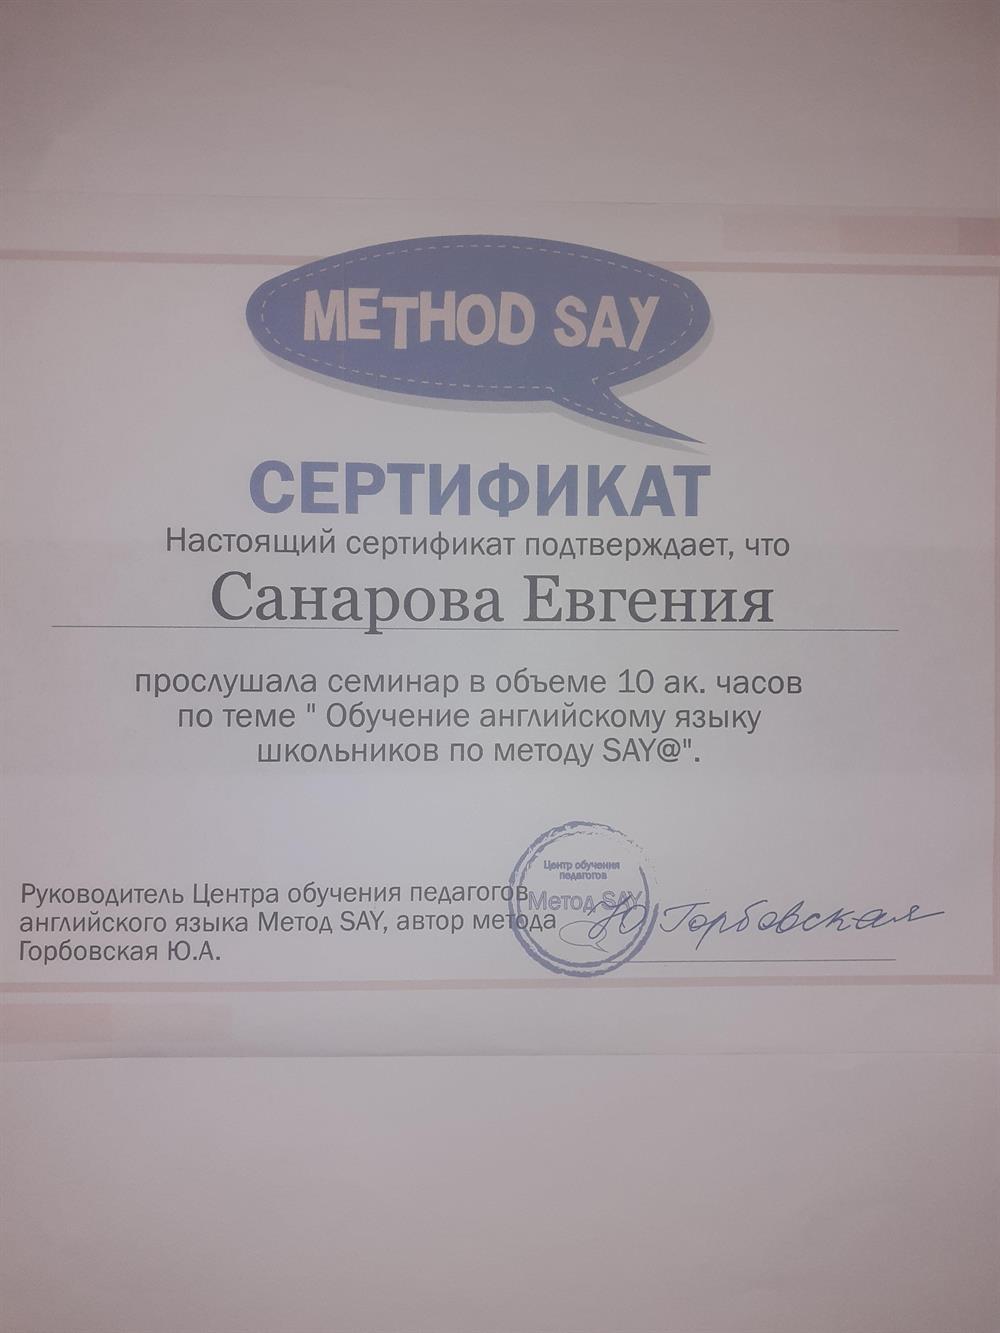 METHOD SAY
СЕРТИФИКАТ
Настоящий сертификат подтверждает, что
Санарова Евгения
прослушала семинар в объеме 10 ак. часов
по теме " Обучение английскому языку
школьников по методу SAY@".
Центр обучения
педагогов
Метод SAY
Руководитель Центра обучения педагогов
английского языка Метод SAY, автор метода
Горбовская Ю.А.
Ю Горбовская